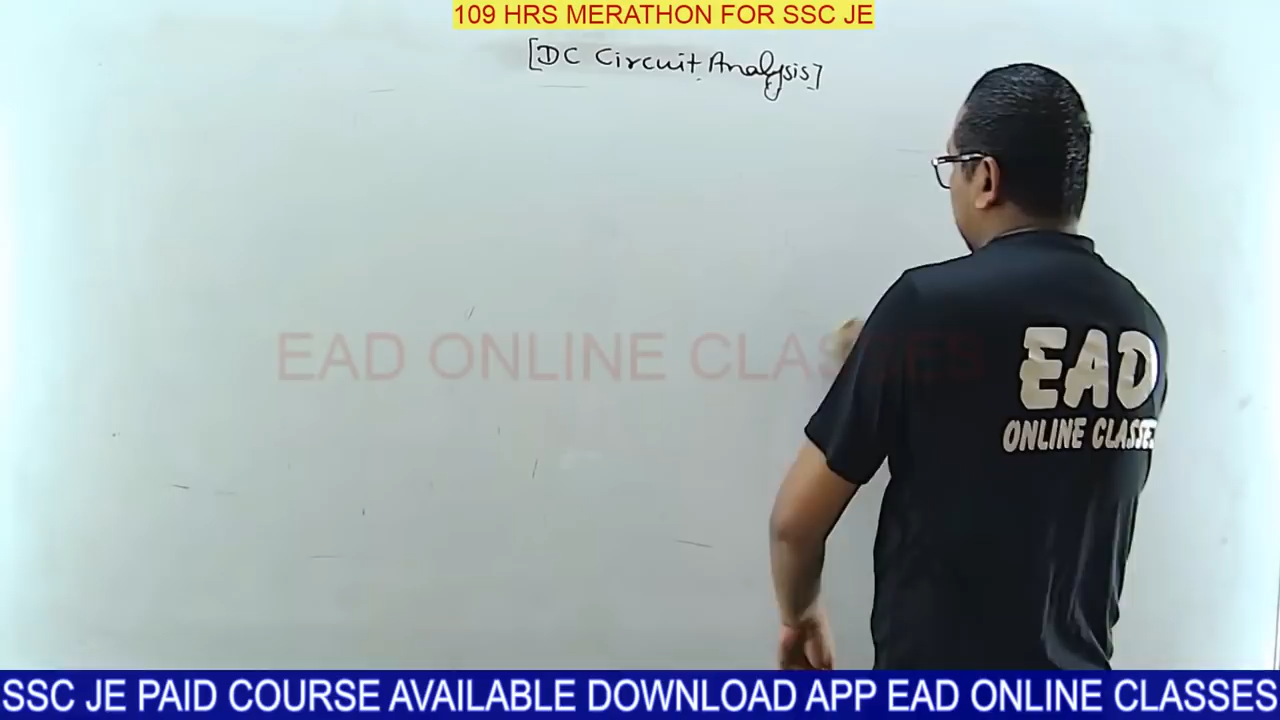 109 HRS MERATHON FOR SSC JE
[DC Circuit Analysis]
EAD ONLINE CLASSES
EAD
ONLINE CLASSES
SSC JE PAID COURSE AVAILABLE DOWNLOAD APP EAD ONLINE CLASSES